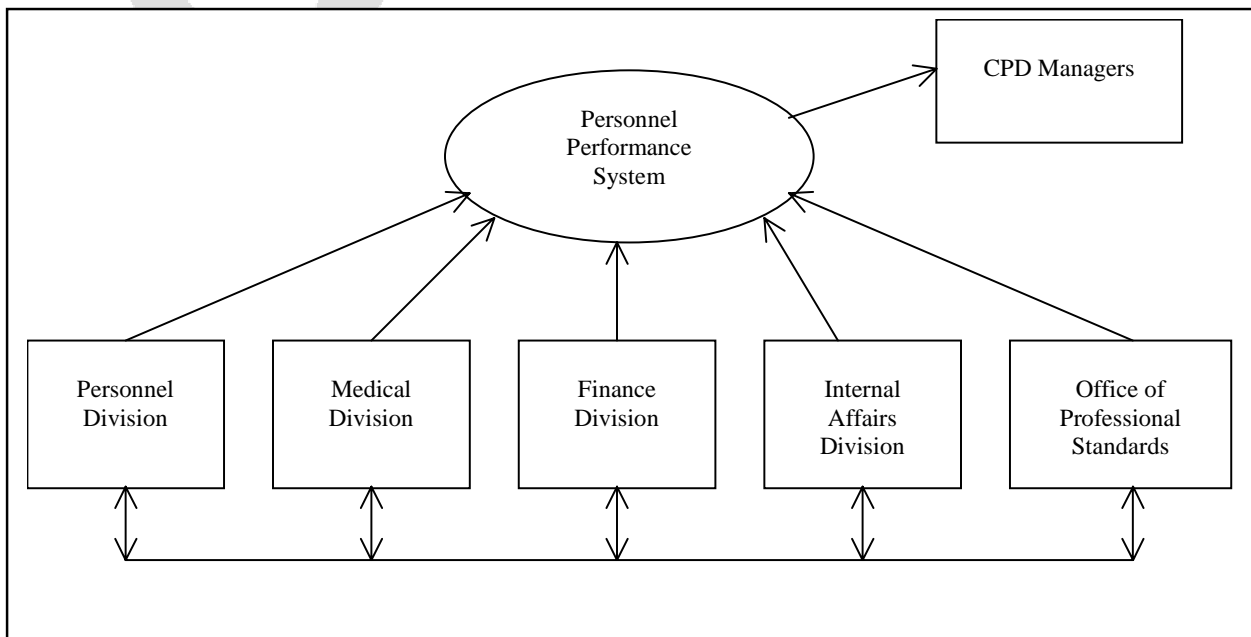 CPD Managers
Personnel
Performance
System
Personnel
Division
Medical
Division
Finance
Division
Internal
Affairs
Division
Office of
Professional
Standards